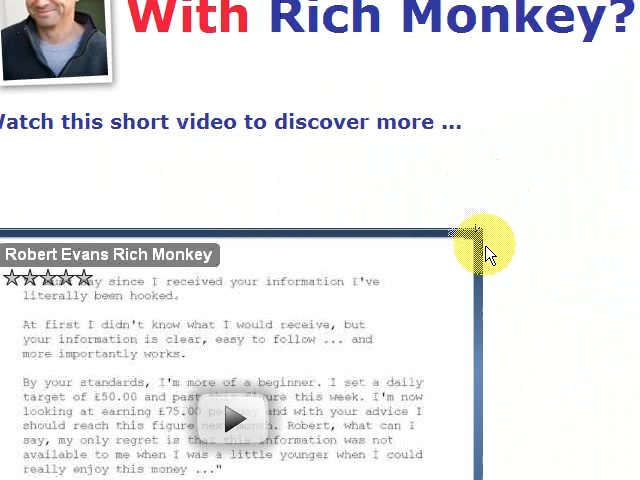 With Rich Monkey?
Watch this short video to discover more ...
Robert Evans Rich Monkey
day since I received your information I've
literally been hooked.
At first I didn't know what I would receive, but
your information is clear, easy to follow ... and
more importantly works.
By your standards, I'm more of a beginner. I set a daily
target of £50.00 and past this figure this week. I'm now
looking at earning £75.00 per day and with your advice I
should reach this figure next month. Robert, what can I
say, my only regret is that this information was not
available to me when I was a little younger when I could
really enjoy this money ..."